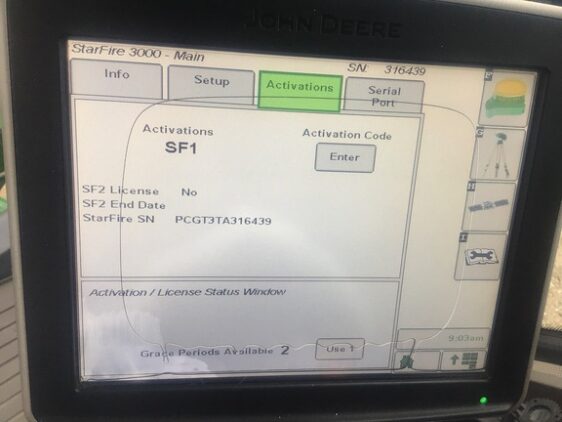 JOHN DEERE
StarFire 3000 - Main
SN: 316439
Info
Setup
Activations
Serial
Port
Activations
SF1
Activation Code
Enter
SF2 License No
SF2 End Date
StarFire SN PCGT3TA316439
Activation / License Status Window
Grace Periods Available 2
Use 1
9:03am
F
G
H
I